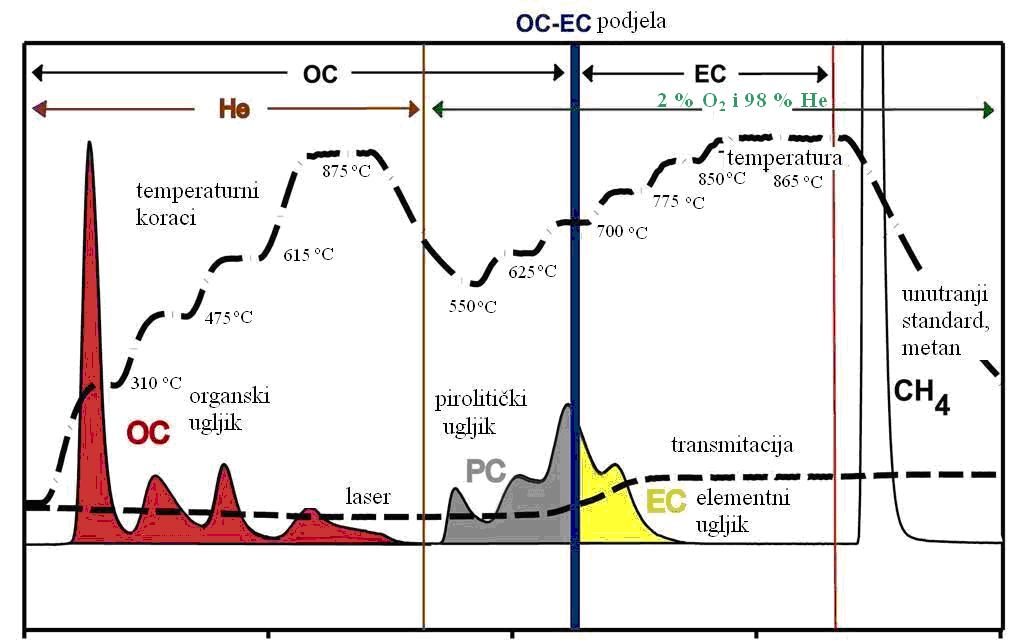 OC-EC podjela
OC
EC
He
2 % O₂ i 98 % He
temperaturni
koraci
875 °C
temperatura
850 °C
865 °C
775 °C
700 °C
615 °C
625 °C
550 °C
475 °C
310 °C
unutranji
standard,
metan
CH₄
organski
ugljik
OC
pirolitički
ugljik
PC
transmitacija
laser
EC
elementni
ugljik